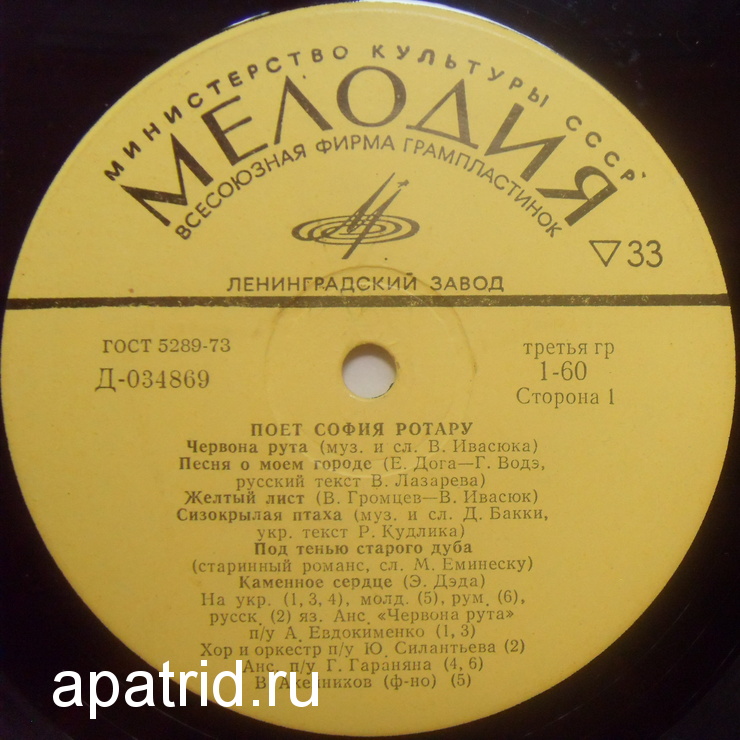 МИНИСТЕРСТВО КУЛЬТУРЫ СССР
МЕЛОДИЯ
ВСЕСОЮЗНАЯ ФИРМА ГРАМПЛАСТИНОК
▽33
ЛЕНИНГРАДСКИЙ ЗАВОД
ГОСТ 5289-73
третья гр
Д-034869
1-60
Сторона 1
ПОЕТ СОФИЯ РОТАРУ
Червона рута (муз. и сл. В. Ивасюка)
Песня о моем городе (Е. Дога—Г. Водэ,
русский текст В. Лазарева)
Желтый лист (В. Громцев—В. Ивасюк)
Сизокрылая птаха (муз. и сл. Д. Бакки,
укр. текст Р. Кудлика)
Под тенью старого дуба
(старинный романс, сл. М. Еминеску)
Каменное сердце (Э. Дэда)
На укр. (1, 3, 4), молд. (5), рум. (6),
русск. (2) яз. Анс. «Червона рута»
п/у А. Евдокименко (1, 3)
Хор и оркестр п/у Ю. Силантьева (2)
Анс. п/у Г. Гараняна (4, 6)
В. (ф-но) (5)
apatrid.ru